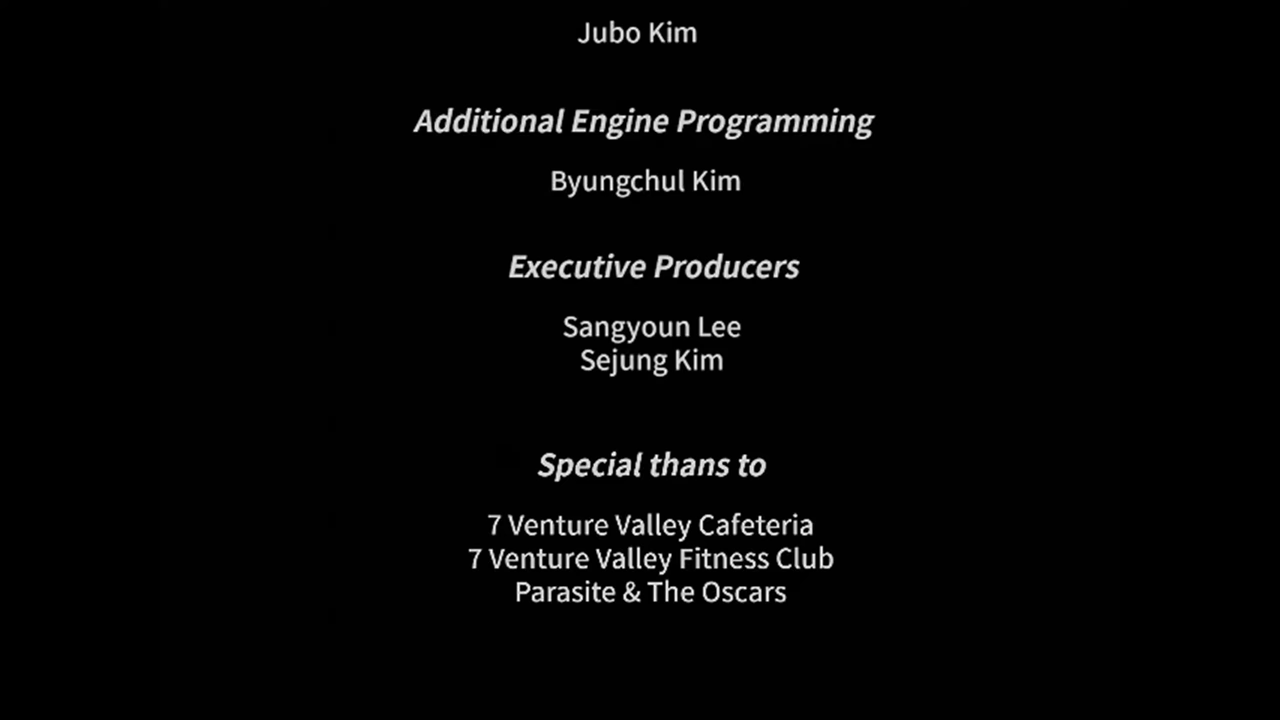 Jubo Kim
Additional Engine Programming
Byungchul Kim
Executive Producers
Sangyoun Lee
Sejung Kim
Special thans to
7 Venture Valley Cafeteria
7 Venture Valley Fitness Club
Parasite & The Oscars